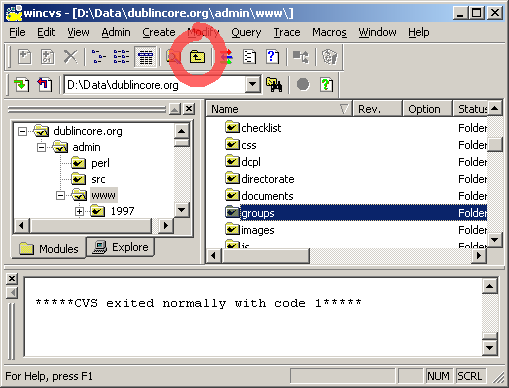 wincvs - [D:\Data\dublincore.org\admin\www\]
File Edit View Admin Create Modify Query Trace Macros Window Help
D:\Data\dublincore.org
Name Rev. Option Status
dublincore.org
admin
perl
src
www
1997
Modules Explore
checklist Folder
css Folder
dcpl Folder
directorate Folder
documents Folder
groups Folder
images Folder
*****CVS exited normally with code 1*****
For Help, press F1 NUM SCRL